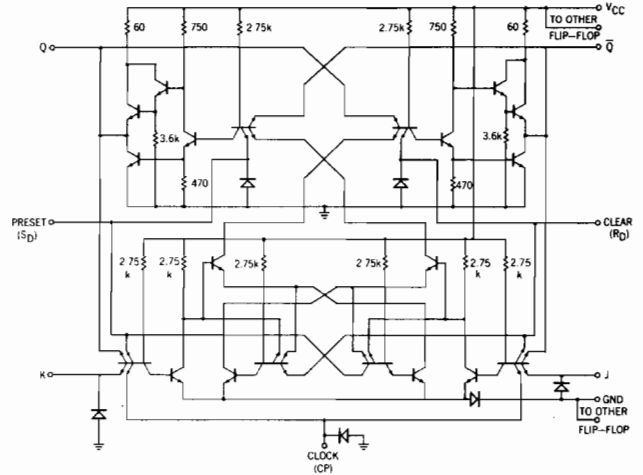 VCC
60 750 2.75k 2.75k 750 60
TO OTHER
FLIP-FLOP
Q Q̅
3.6k 3.6k
470 470
PRESET
(SD)
CLEAR
(RD)
2.75
k
2.75
k
2.75k 2.75k
2.75
k
2.75
k
K J
GND
TO OTHER
FLIP-FLOP
CLOCK
(CP)